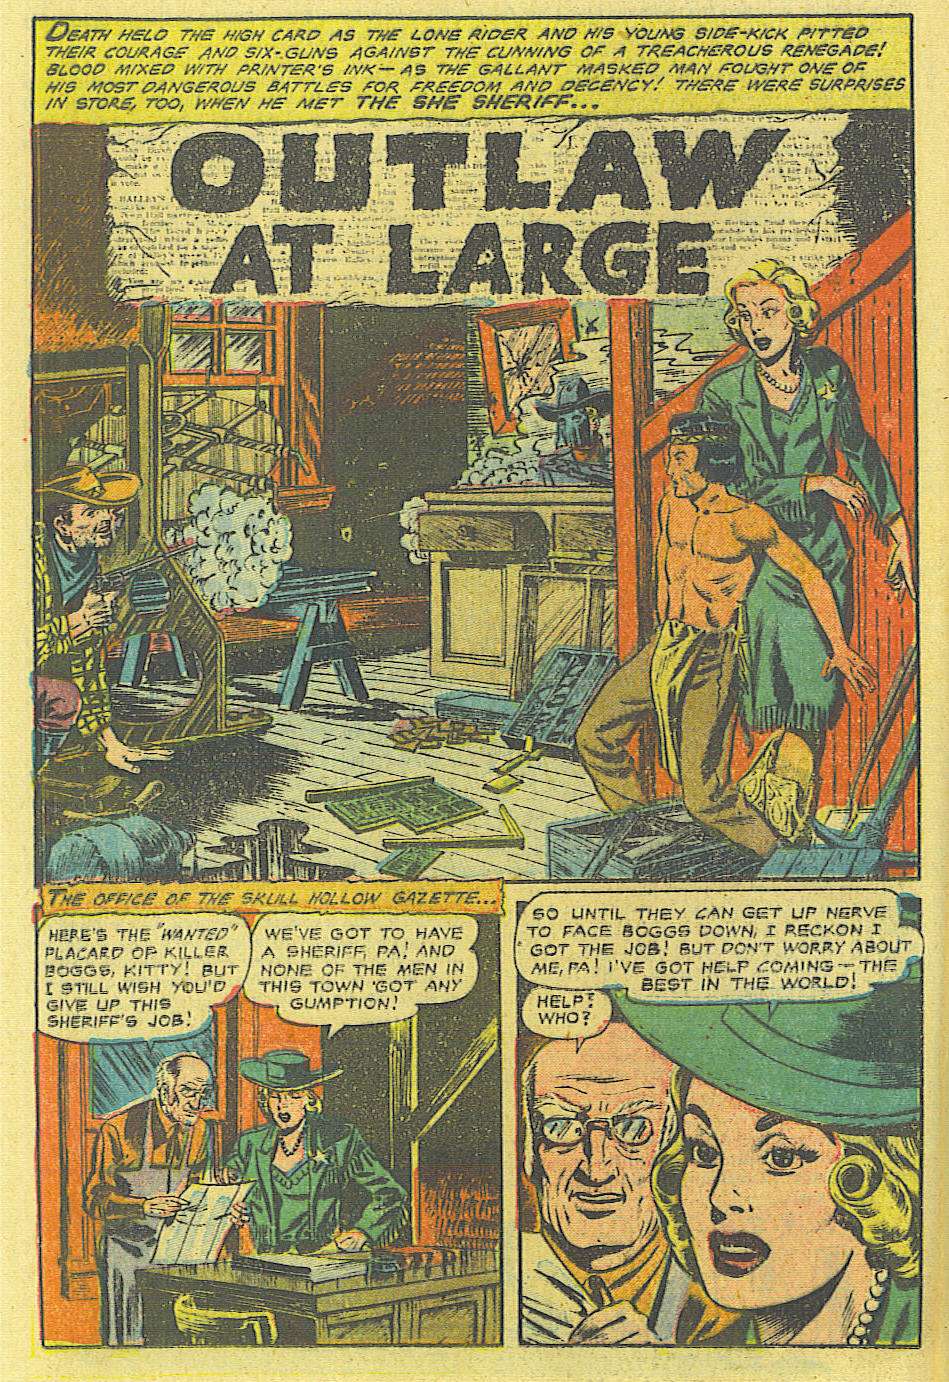 DEATH HELD THE HIGH CARD AS THE LONE RIDER AND HIS YOUNG SIDE-KICK PITTED
THEIR COURAGE AND SIX-GUNS AGAINST THE CUNNING OF A TREACHEROUS RENEGADE!
BLOOD MIXED WITH PRINTER'S INK—AS THE GALLANT MASKED MAN FOUGHT ONE OF
HIS MOST DANGEROUS BATTLES FOR FREEDOM AND DECENCY! THERE WERE SURPRISES
IN STORE, TOO, WHEN HE MET THE SHE SHERIFF...
OUTLAW
AT LARGE
THE OFFICE OF THE SKULL HOLLOW GAZETTE...
HERE'S THE "WANTED"
PLACARD OF KILLER
BOGGS, KITTY! BUT
I STILL WISH YOU'D
GIVE UP THIS
SHERIFF'S JOB!
WE'VE GOT TO HAVE
A SHERIFF, PA! AND
NONE OF THE MEN IN
THIS TOWN 'GOT ANY
GUMPTION!
SO UNTIL THEY CAN GET UP NERVE
TO FACE BOGGS DOWN, I RECKON I
GOT THE JOB! BUT DON'T WORRY ABOUT
ME, PA! I'VE GOT HELP COMING—THE
BEST IN THE WORLD!
HELP?
WHO?